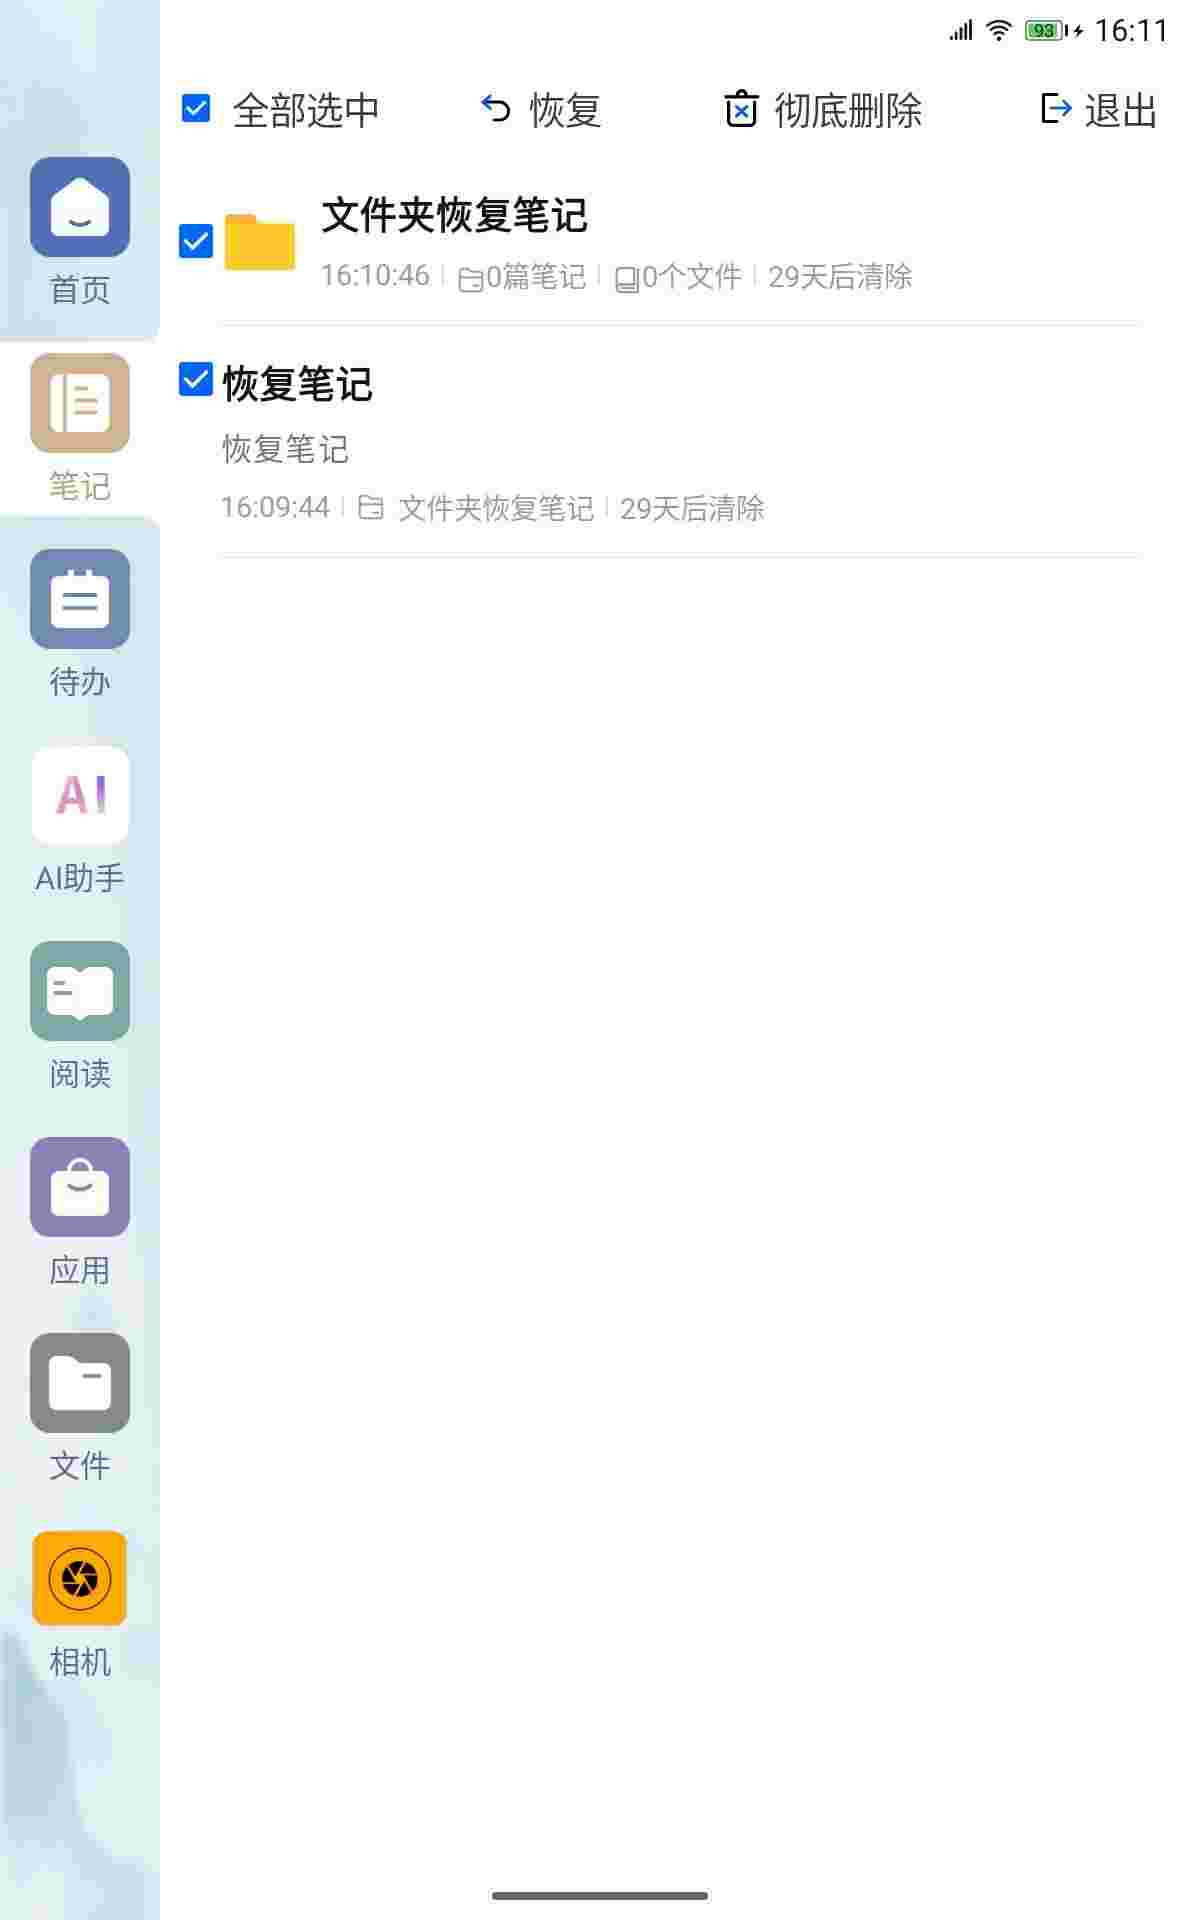 93 16:11
全部选中 恢复 彻底删除 退出
文件夹恢复笔记
16:10:46 0篇笔记 0个文件 29天后清除
恢复笔记
恢复笔记
16:09:44 文件夹恢复笔记 29天后清除
首页
笔记
待办
AI
AI助手
阅读
应用
文件
相机